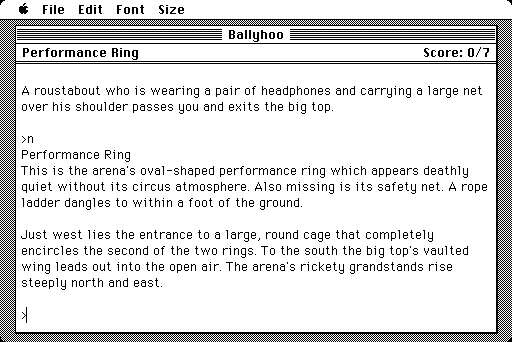 File Edit Font Size
Ballyhoo
Performance Ring Score: 0/7
A roustabout who is wearing a pair of headphones and carrying a large net
over his shoulder passes you and exits the big top.
>n
Performance Ring
This is the arena's oval-shaped performance ring which appears deathly
quiet without its circus atmosphere. Also missing is its safety net. A rope
ladder dangles to within a foot of the ground.
Just west lies the entrance to a large, round cage that completely
encircles the second of the two rings. To the south the big top's vaulted
wing leads out into the open air. The arena's rickety grandstands rise
steeply north and east.
>